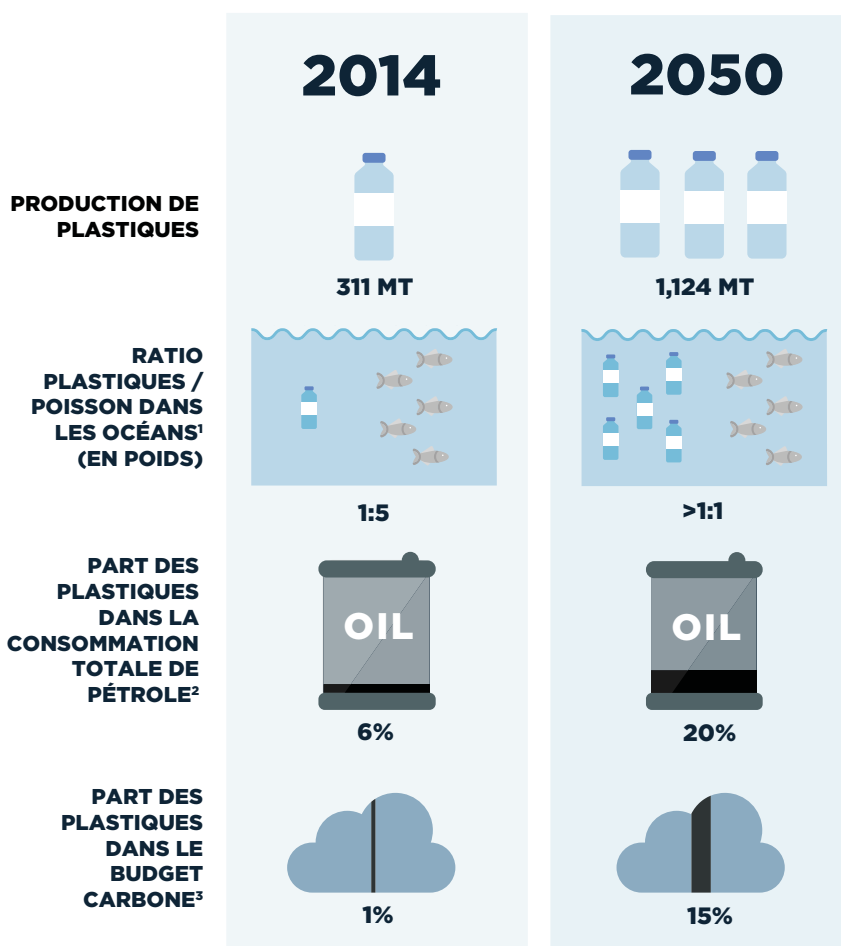 2014
2050
PRODUCTION DE
PLASTIQUES
311 MT
1,124 MT
RATIO
PLASTIQUES /
POISSON DANS
LES OCÉANS¹
(EN POIDS)
1:5
>1:1
PART DES
PLASTIQUES
DANS LA
CONSOMMATION
TOTALE DE
PÉTROLE²
OIL
OIL
6%
20%
PART DES
PLASTIQUES
DANS LE
BUDGET
CARBONE³
1%
15%